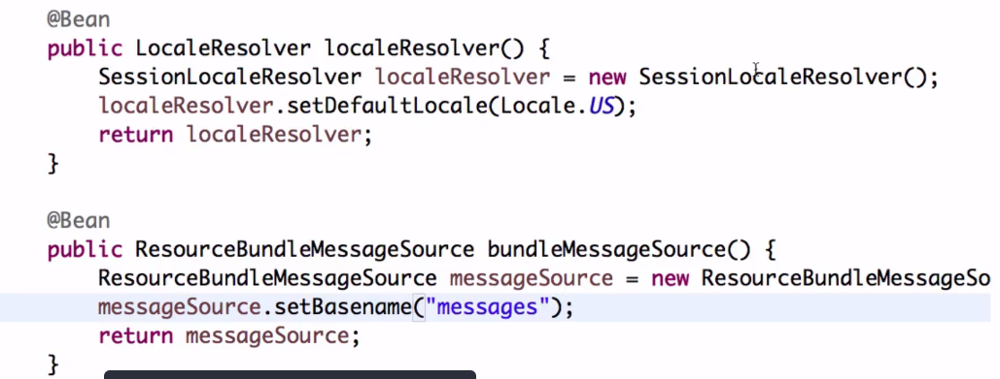 @Bean
public LocaleResolver localeResolver() {
SessionLocaleResolver localeResolver = new SessionLocaleResolver();
localeResolver.setDefaultLocale(Locale.US);
return localeResolver;
}
@Bean
public ResourceBundleMessageSource bundleMessageSource() {
ResourceBundleMessageSource messageSource = new ResourceBundleMessageSo
messageSource.setBasename("messages");
return messageSource;
}